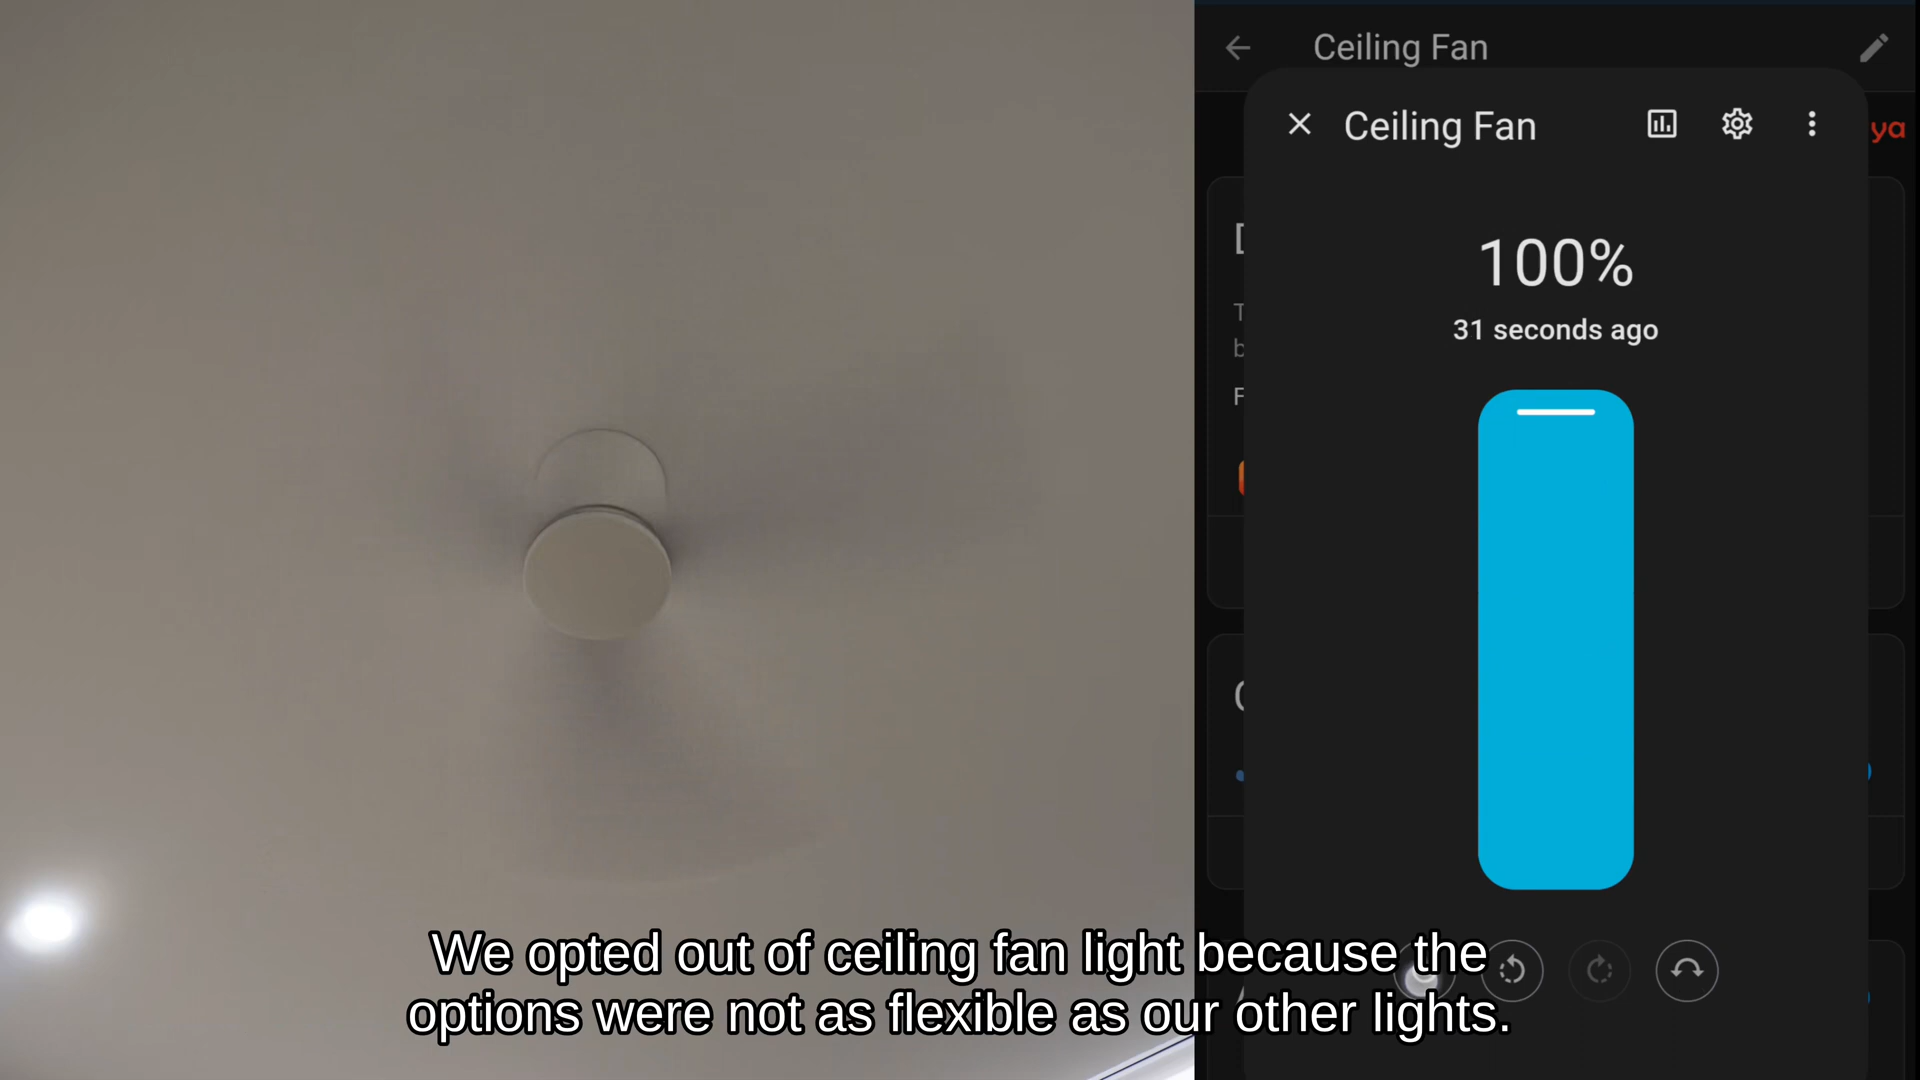 Ceiling Fan
Ceiling Fan
ya
100%
31 seconds ago
We opted out of ceiling fan light because the
options were not as flexible as our other lights.